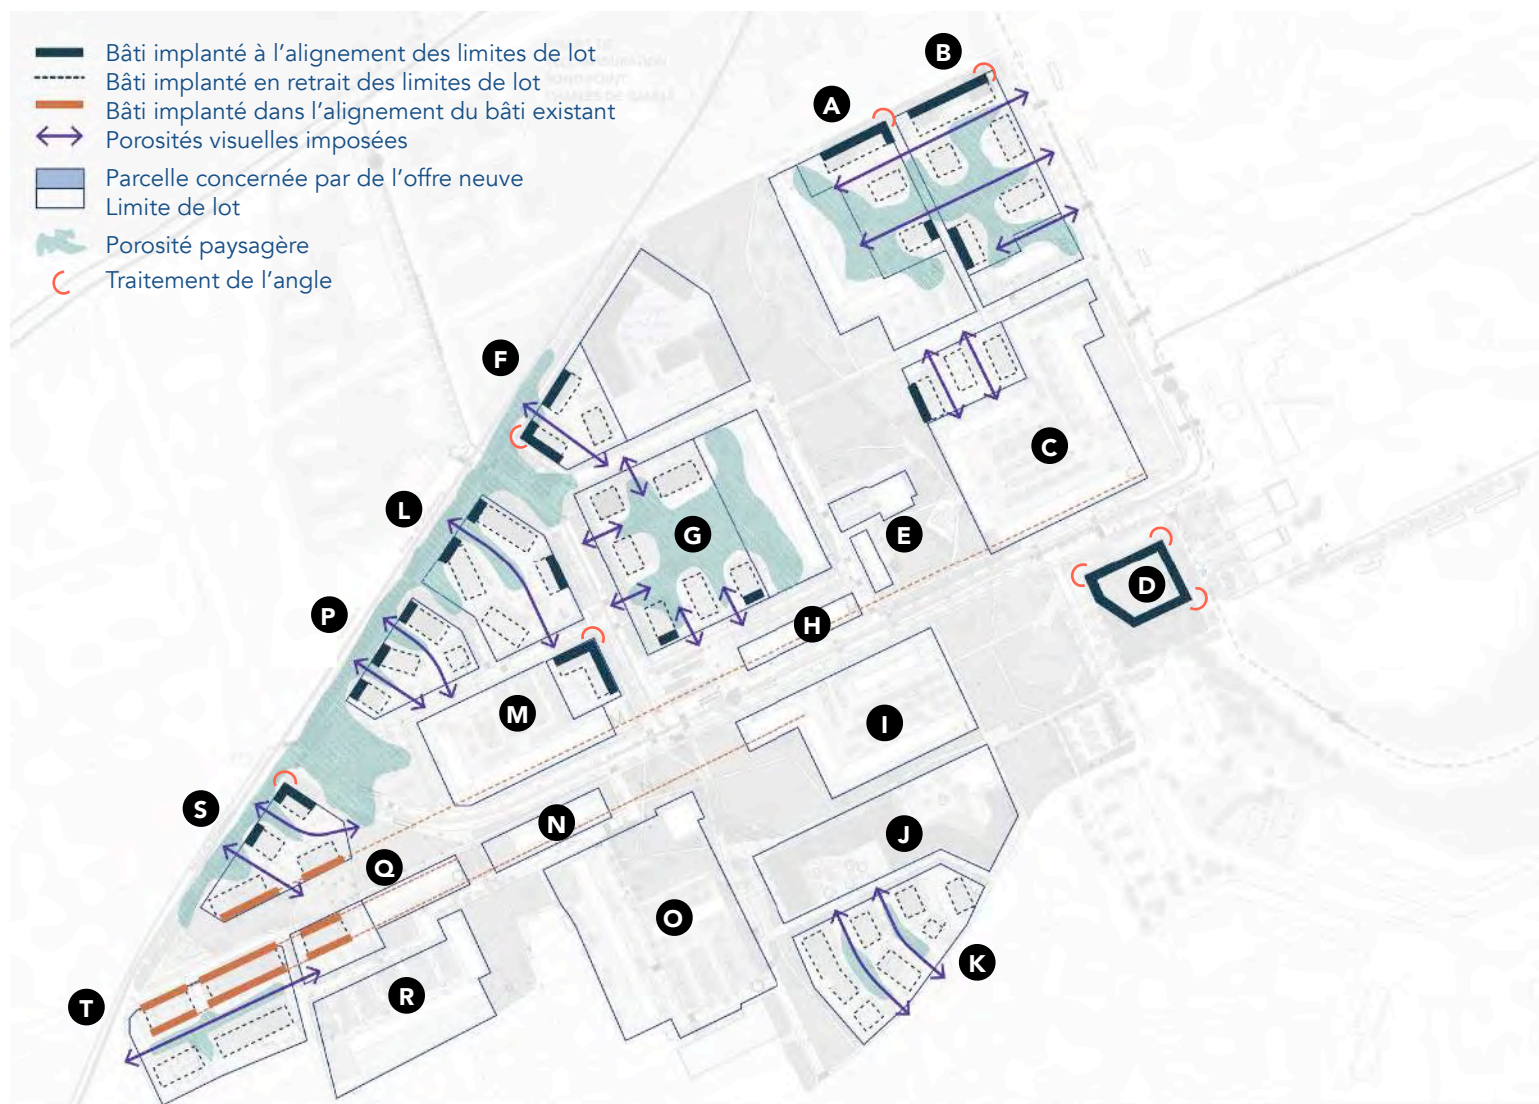 Bâti implanté à l'alignement des limites de lot
Bâti implanté en retrait des limites de lot
Bâti implanté dans l'alignement du bâti existant
Porosités visuelles imposées
Parcelle concernée par de l'offre neuve
Limite de lot
Porosité paysagère
Traitement de l'angle
B
A
F
C
L
G
E
D
P
H
M
I
S
N
J
Q
O
K
R
T